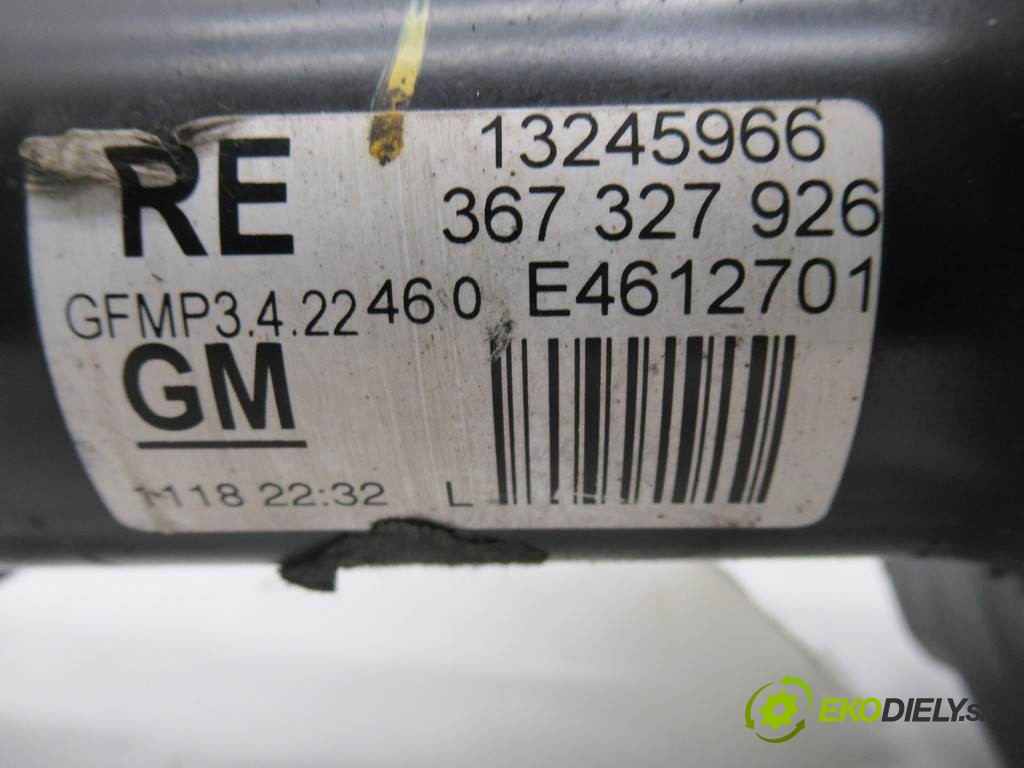 RE
13245966
367 327 926
GFMP3.4.22 46 0
E4612701
GM
1118 22:32
L
EKODIELY.sk